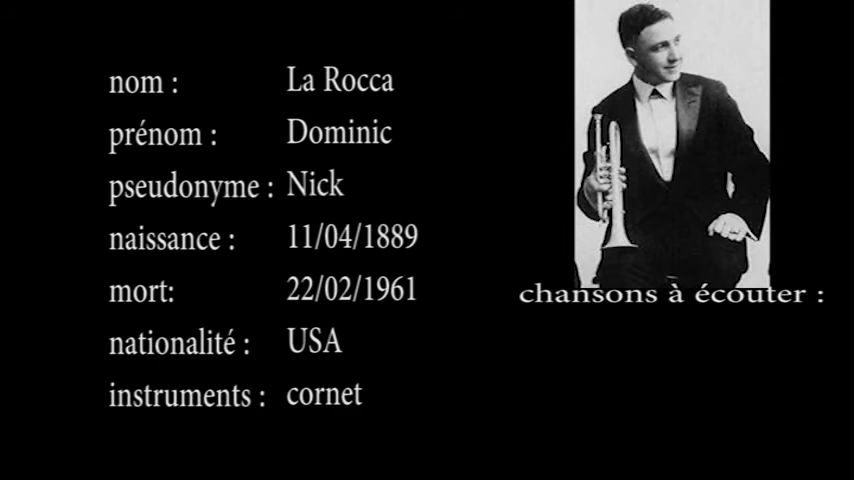 nom : La Rocca
prénom : Dominic
pseudonyme : Nick
naissance : 11/04/1889
mort: 22/02/1961
nationalité : USA
instruments : cornet
chansons à écouter :